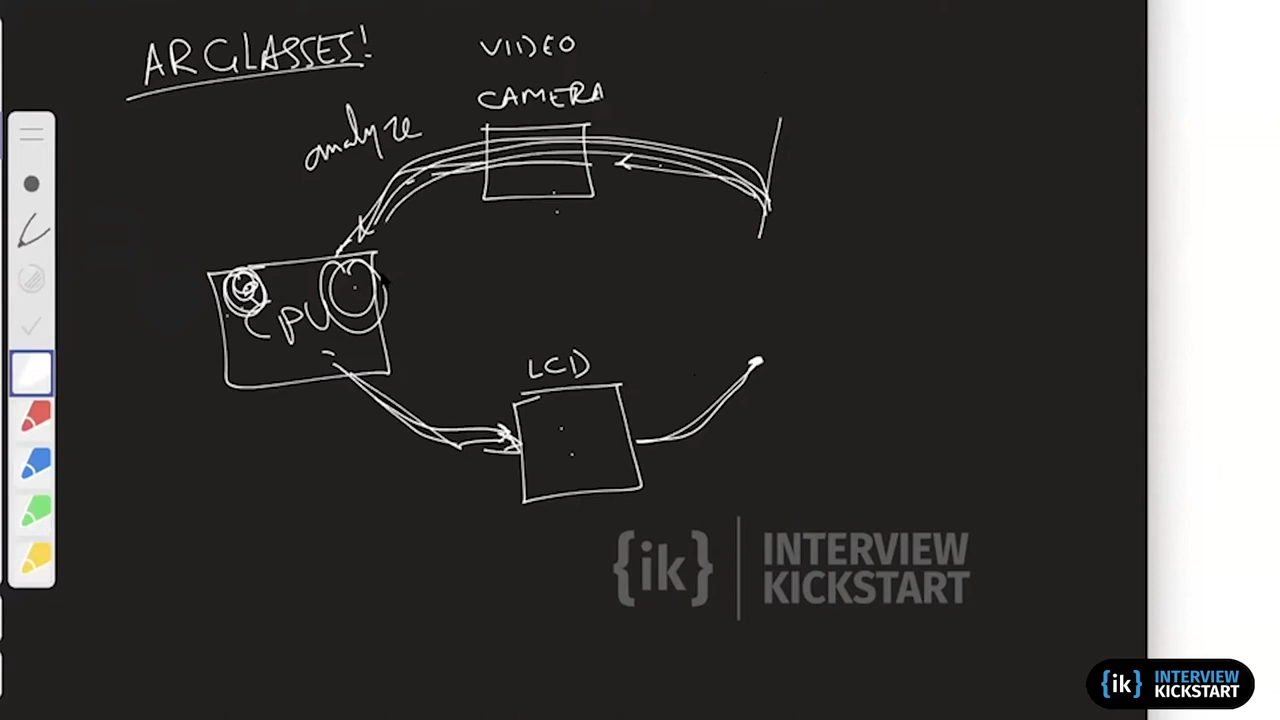 AR GLASSES!
VIDEO
CAMERA
analyze
CPU
LCD
{ik} INTERVIEW
KICKSTART
{ik} INTERVIEW
KICKSTART